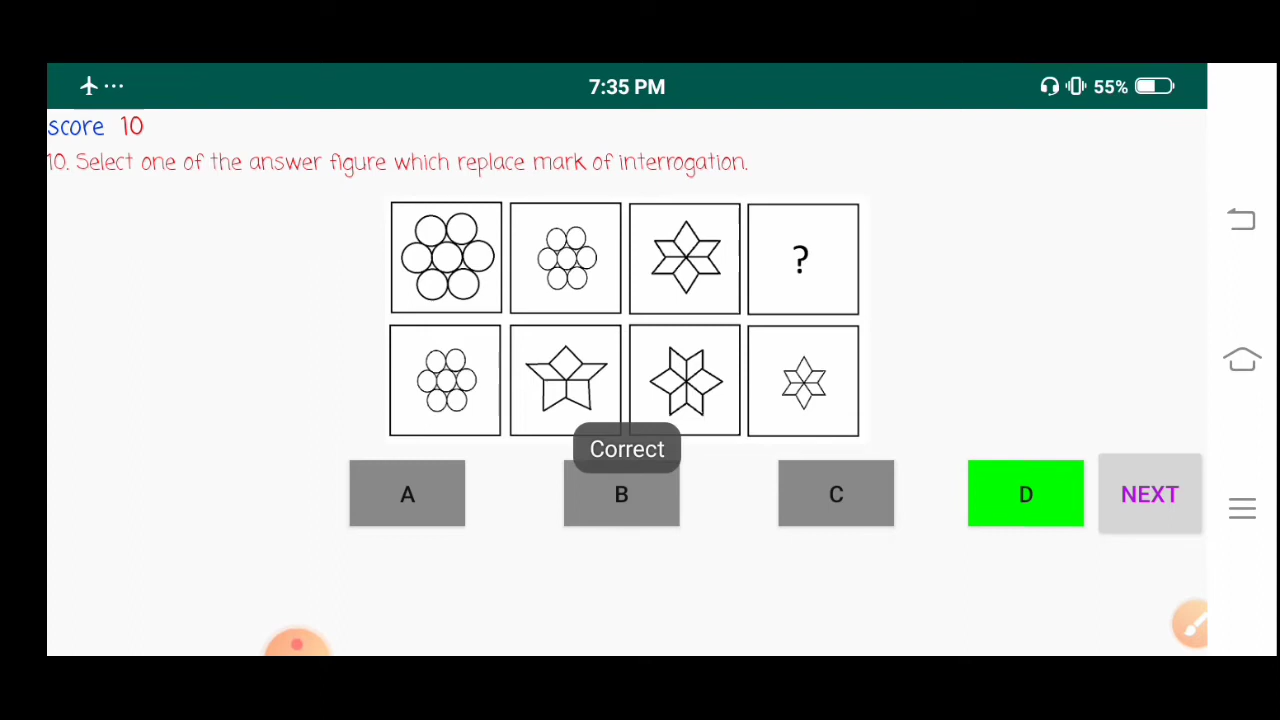 7:35 PM
55%
score 10
10. Select one of the answer figure which replace mark of interrogation.
?
Correct
A B C D NEXT